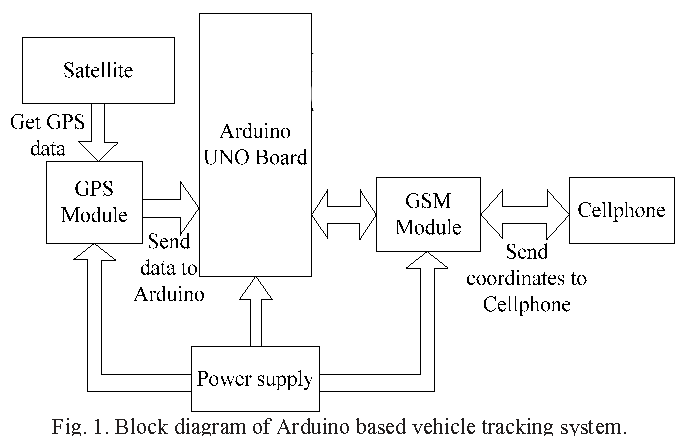 Satellite
Get GPS
data
GPS
Module
Send
data to
Arduino
Arduino
UNO Board
GSM
Module
Send
coordinates to
Cellphone
Cellphone
Power supply
Fig. 1. Block diagram of Arduino based vehicle tracking system.